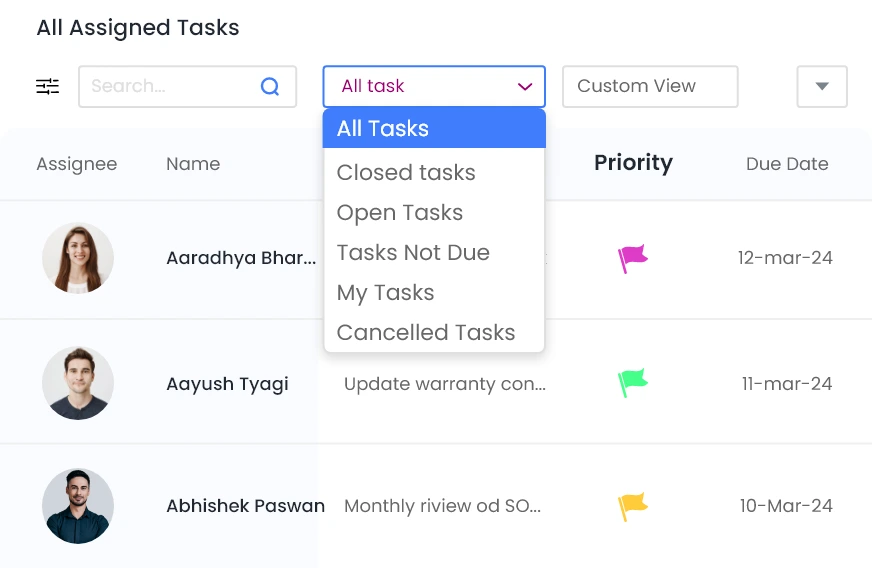 All Assigned Tasks
Search...
All task
Custom View
All Tasks
Closed tasks
Open Tasks
Tasks Not Due
My Tasks
Cancelled Tasks
Assignee Name Priority Due Date
Aaradhya Bhar... 12-mar-24
Aayush Tyagi Update warranty con... 11-mar-24
Abhishek Paswan Monthly riview od SO... 10-Mar-24